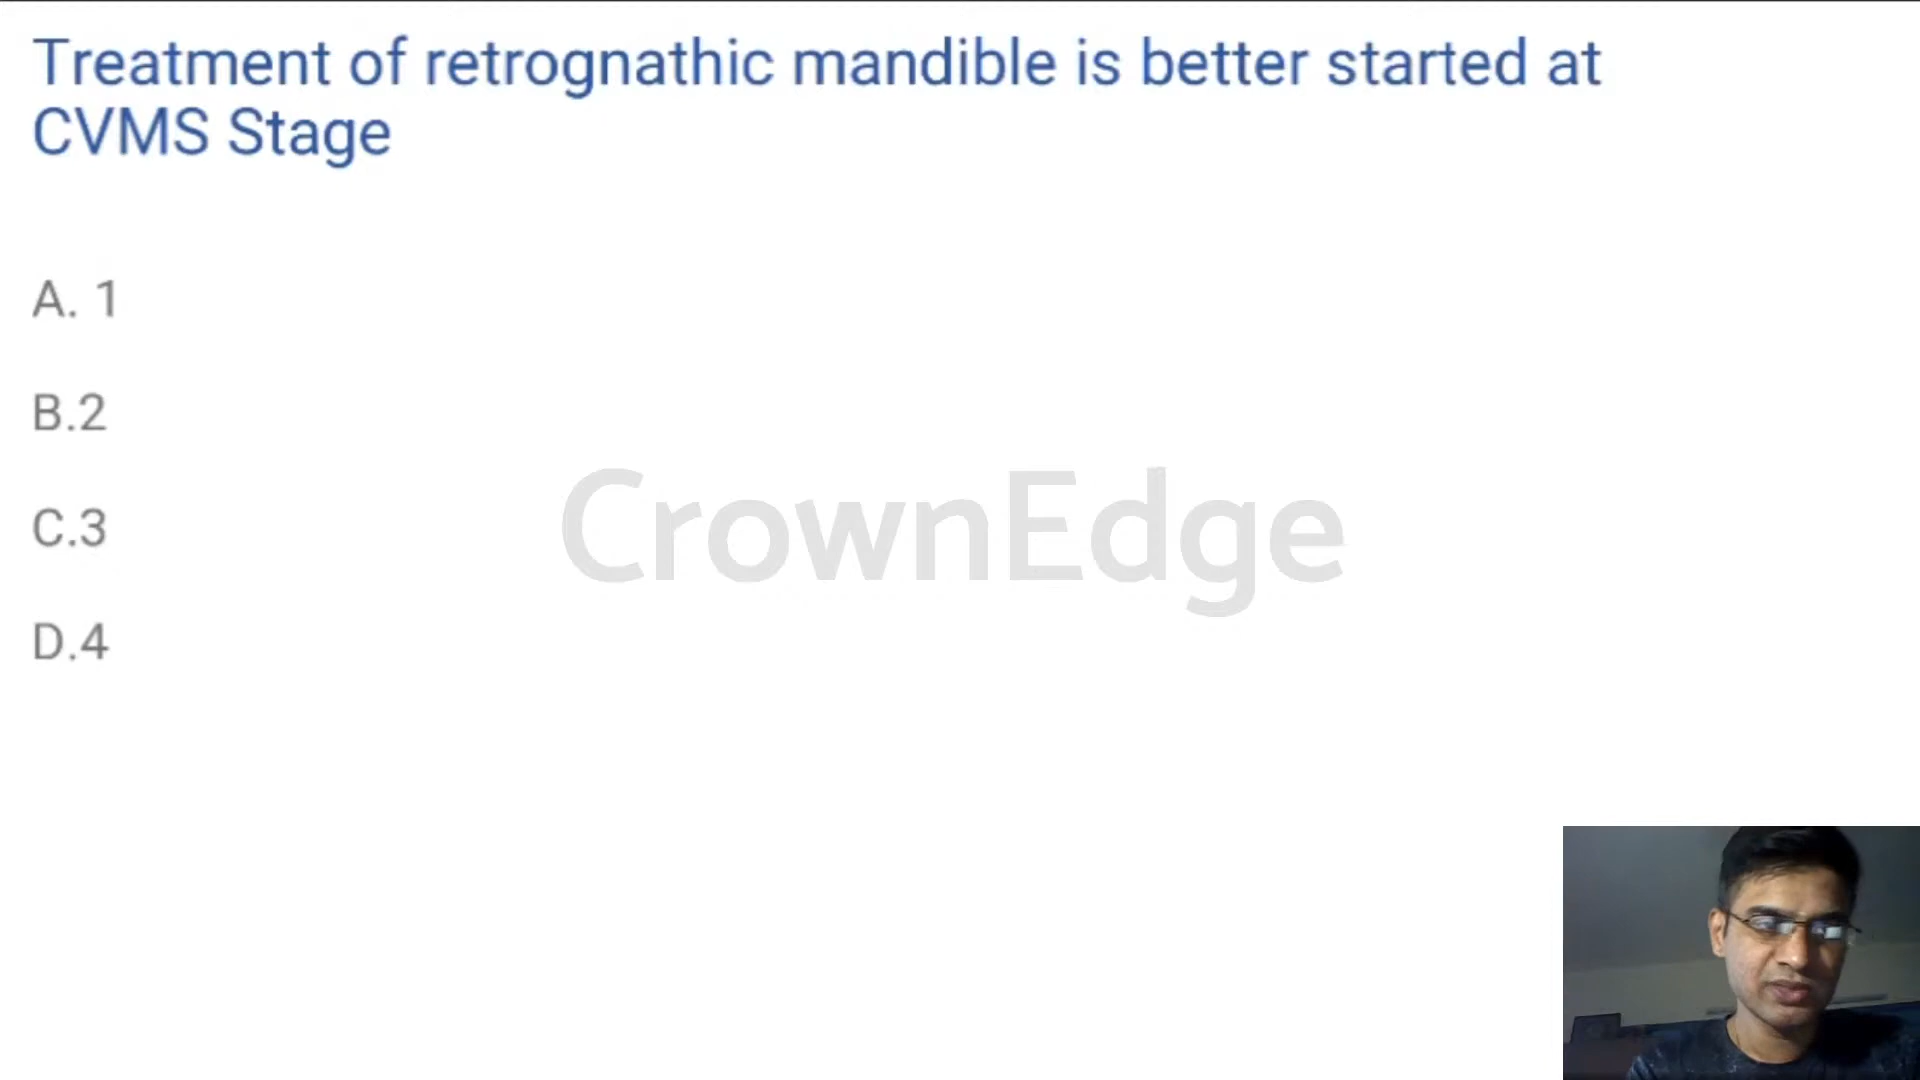 Treatment of retrognathic mandible is better started at
CVMS Stage
A. 1
B.2
C.3
D.4
CrownEdge